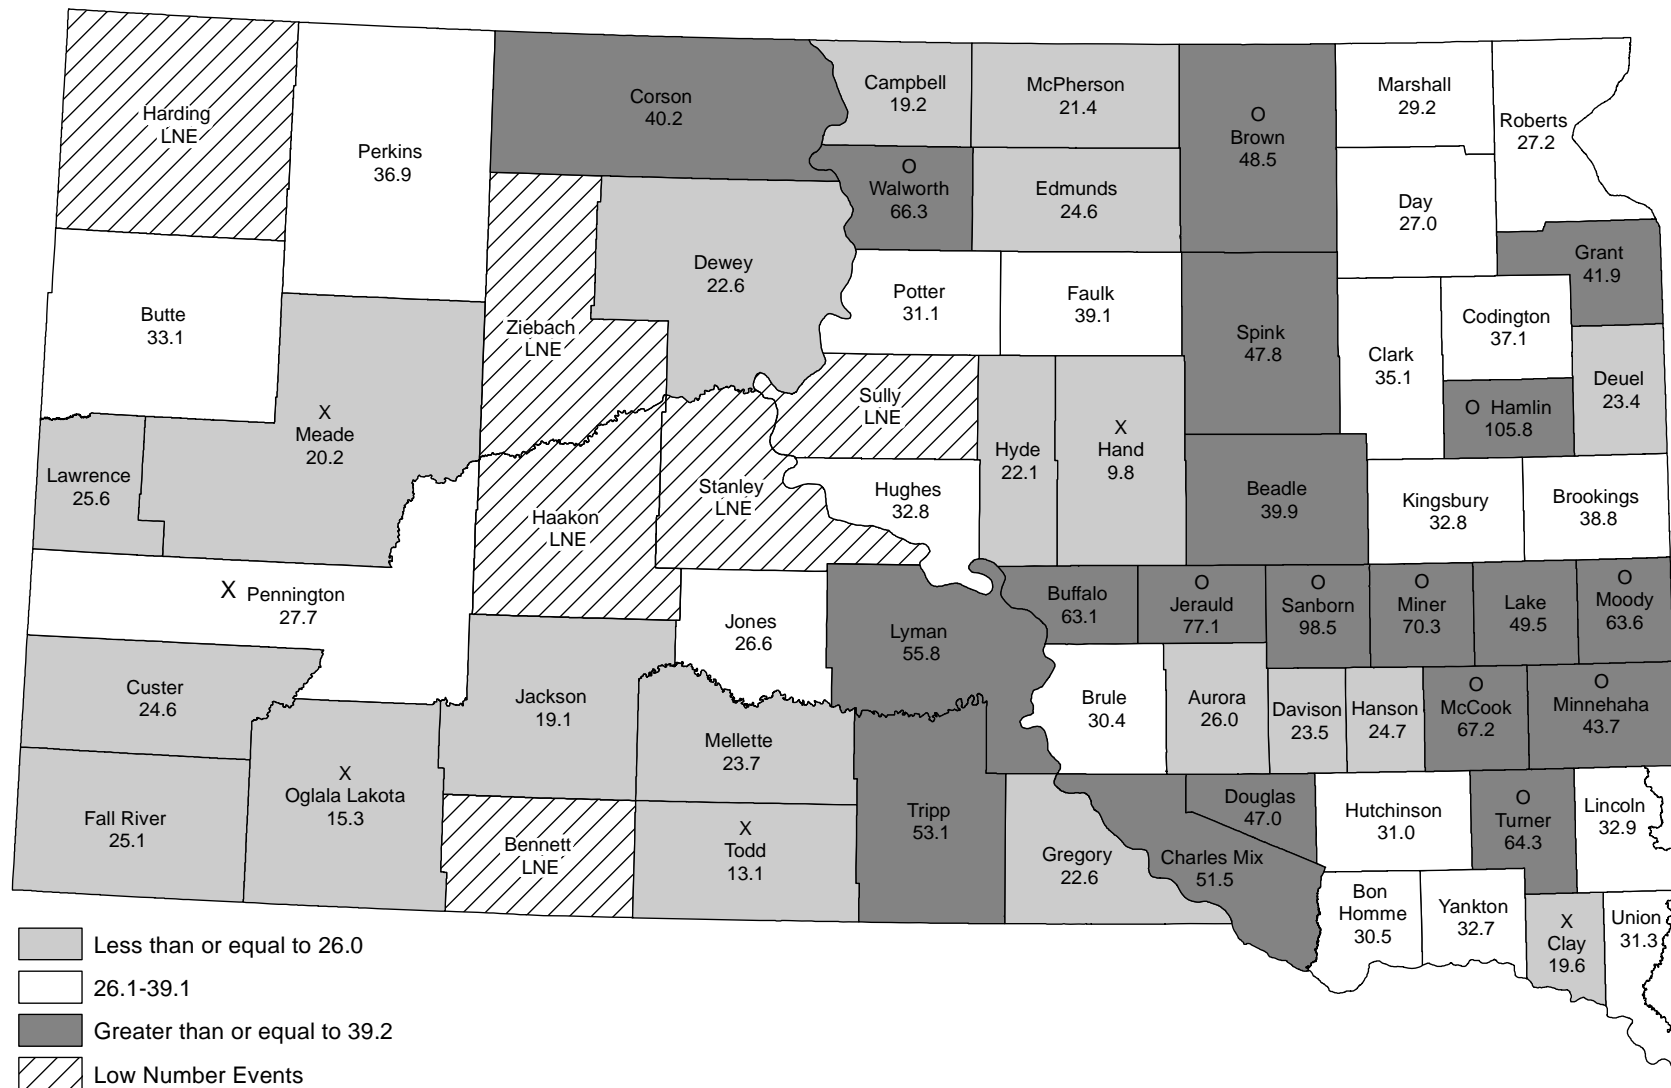 Harding
LNE
Perkins
36.9
Corson
40.2
Campbell
19.2
McPherson
21.4
O
Brown
48.5
Marshall
29.2
Roberts
27.2
O
Walworth
66.3
Edmunds
24.6
Day
27.0
Grant
41.9
Butte
33.1
Ziebach
LNE
Dewey
22.6
Potter
31.1
Faulk
39.1
Spink
47.8
Clark
35.1
Codington
37.1
Deuel
23.4
O Hamlin
105.8
X
Meade
20.2
Lawrence
25.6
Haakon
LNE
Stanley
LNE
Sully
LNE
Hughes
32.8
Hyde
22.1
X
Hand
9.8
Beadle
39.9
Kingsbury
32.8
Brookings
38.8
X Pennington
27.7
Jones
26.6
Lyman
55.8
Buffalo
63.1
O
Jerauld
77.1
O
Sanborn
98.5
O
Miner
70.3
Lake
49.5
O
Moody
63.6
Custer
24.6
Jackson
19.1
Mellette
23.7
Brule
30.4
Aurora
26.0
Davison
23.5
Hanson
24.7
O
McCook
67.2
O
Minnehaha
43.7
Fall River
25.1
X
Oglala Lakota
15.3
Bennett
LNE
X
Todd
13.1
Tripp
53.1
Gregory
22.6
Charles Mix
51.5
Douglas
47.0
Hutchinson
31.0
O
Turner
64.3
Lincoln
32.9
Bon
Homme
30.5
Yankton
32.7
X
Clay
19.6
Union
31.3
Less than or equal to 26.0
26.1-39.1
Greater than or equal to 39.2
Low Number Events